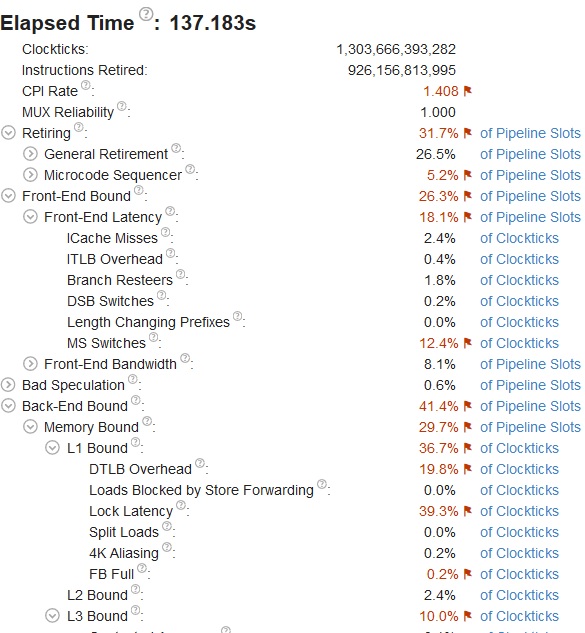 Elapsed Time ?: 137.183s
Clockticks: 1,303,666,393,282
Instructions Retired: 926,156,813,995
CPI Rate ?: 1.408
MUX Reliability ?: 1.000
Retiring ?: 31.7% of Pipeline Slots
General Retirement ?: 26.5% of Pipeline Slots
Microcode Sequencer ?: 5.2% of Pipeline Slots
Front-End Bound ?: 26.3% of Pipeline Slots
Front-End Latency ?: 18.1% of Pipeline Slots
ICache Misses ?: 2.4% of Clockticks
ITLB Overhead ?: 0.4% of Clockticks
Branch Resteers ?: 1.8% of Clockticks
DSB Switches ?: 0.2% of Clockticks
Length Changing Prefixes ?: 0.0% of Clockticks
MS Switches ?: 12.4% of Clockticks
Front-End Bandwidth ?: 8.1% of Pipeline Slots
Bad Speculation ?: 0.6% of Pipeline Slots
Back-End Bound ?: 41.4% of Pipeline Slots
Memory Bound ?: 29.7% of Pipeline Slots
L1 Bound ?: 36.7% of Clockticks
DTLB Overhead ?: 19.8% of Clockticks
Loads Blocked by Store Forwarding ?: 0.0% of Clockticks
Lock Latency ?: 39.3% of Clockticks
Split Loads ?: 0.0% of Clockticks
4K Aliasing ?: 0.2% of Clockticks
FB Full ?: 0.2% of Clockticks
L2 Bound ?: 2.4% of Clockticks
L3 Bound ?: 10.0% of Clockticks